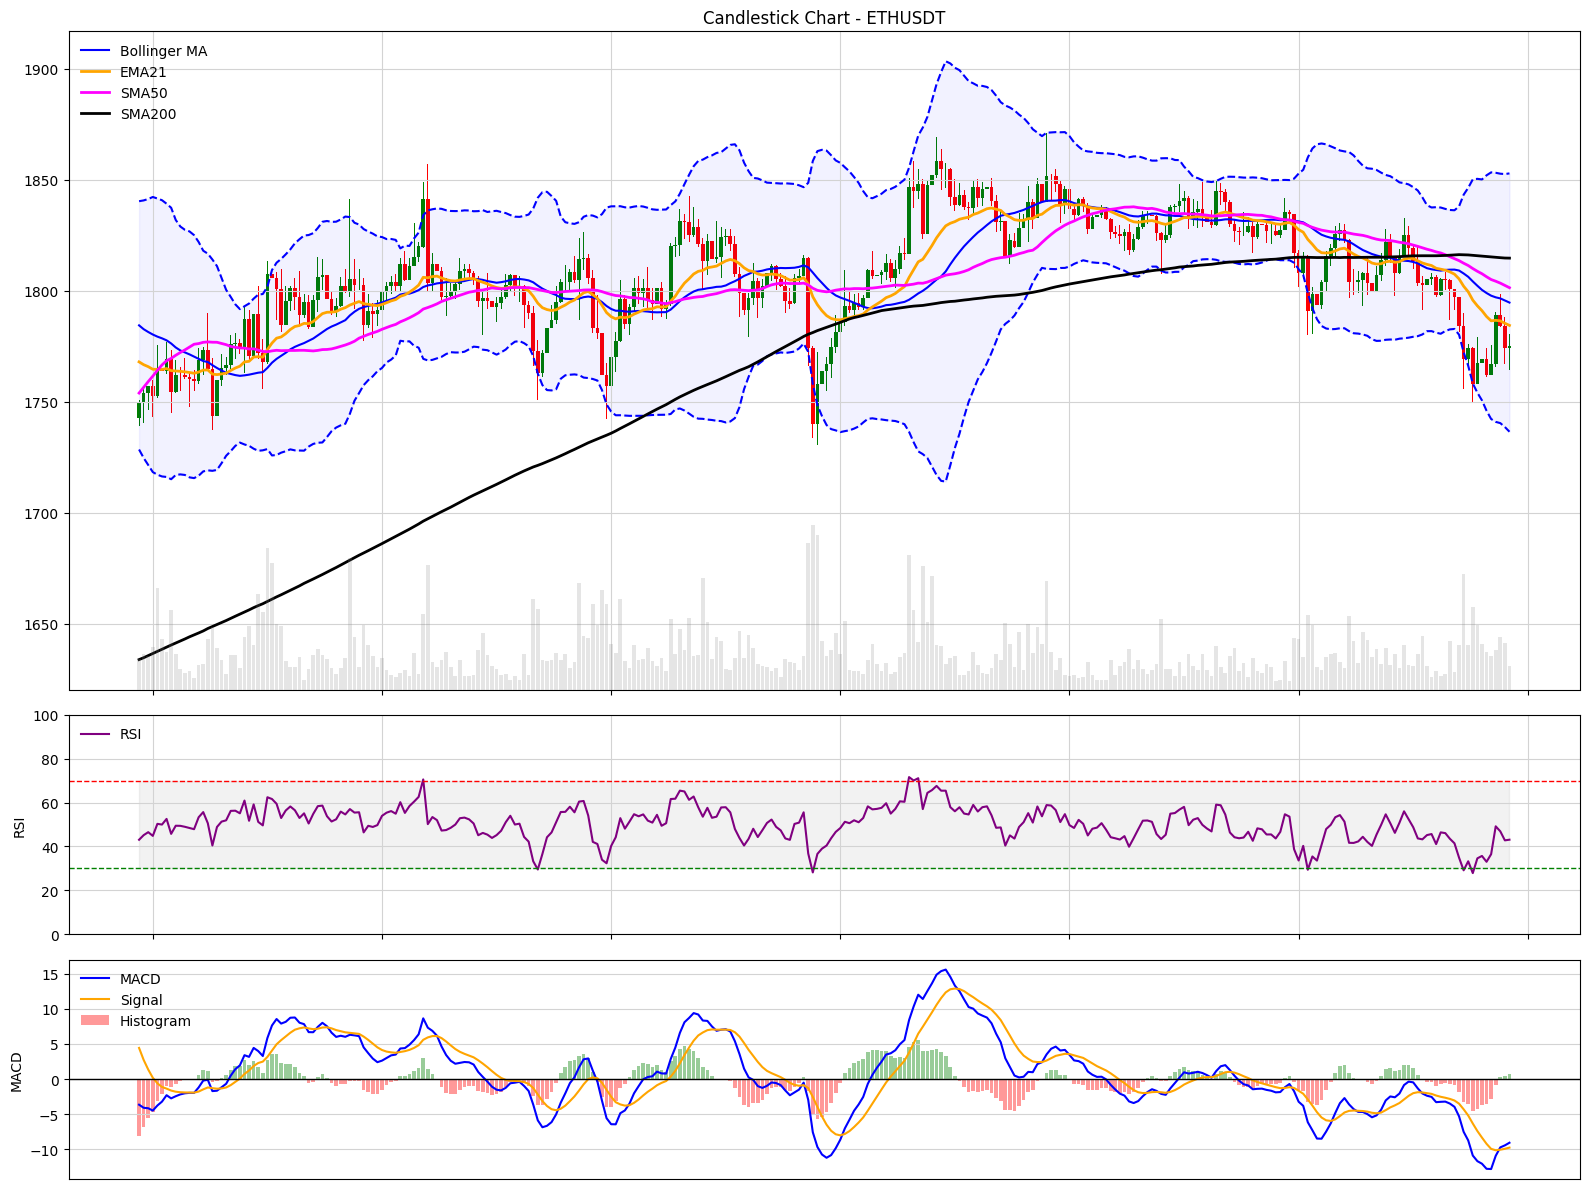 Candlestick Chart - ETHUSDT
Bollinger MA
EMA21
SMA50
SMA200
1900
1850
1800
1750
1700
1650
100
80
60
40
20
0
RSI
RSI
15
10
5
0
−5
−10
MACD
MACD
Signal
Histogram